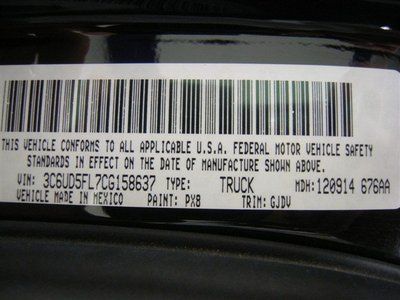 THIS VEHICLE CONFORMS TO ALL APPLICABLE U.S.A. FEDERAL MOTOR VEHICLE SAFETY
STANDARDS IN EFFECT ON THE DATE OF MANUFACTURE SHOWN ABOVE.
VIN: 3C6UD5FL7CG158637 TYPE: TRUCK MDH: 120914 676AA
VEHICLE MADE IN MEXICO PAINT: PX8 TRIM: GJDV